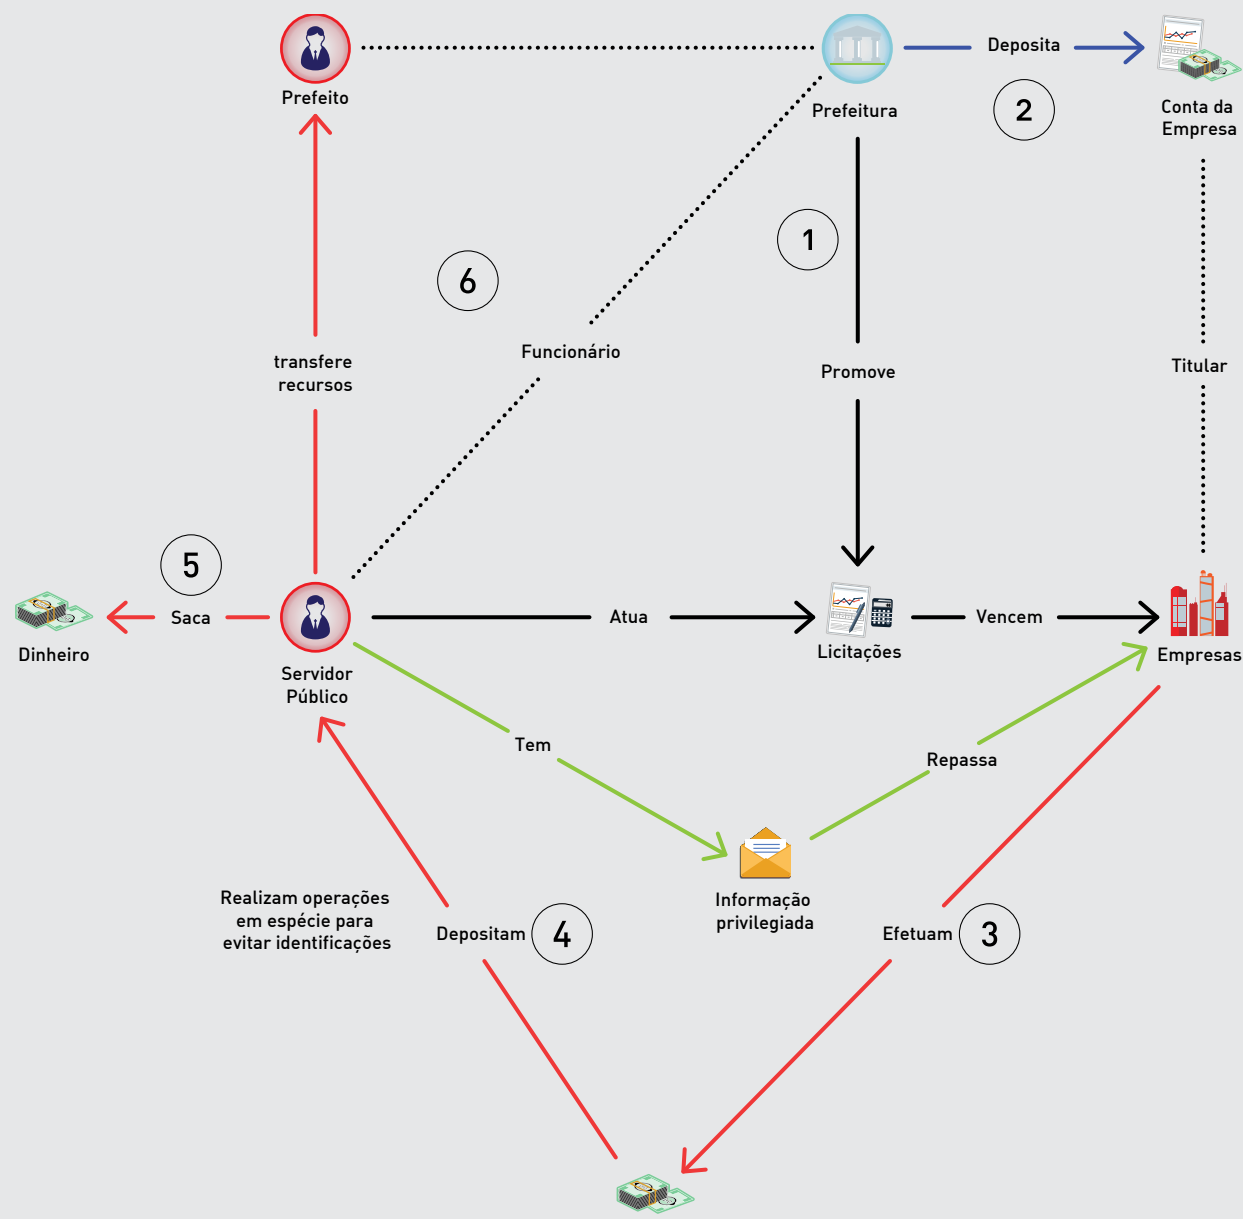 Prefeito
Prefeitura
Deposita
2
Conta da
Empresa
1
6
transfere
recursos
Funcionário
Promove
Titular
5
Saca
Dinheiro
Servidor
Público
Atua
Licitações
Vencem
Empresas
Tem
Repassa
Informação
privilegiada
Realizam operações
em espécie para
evitar identificações
Depositam
4
Efetuam
3